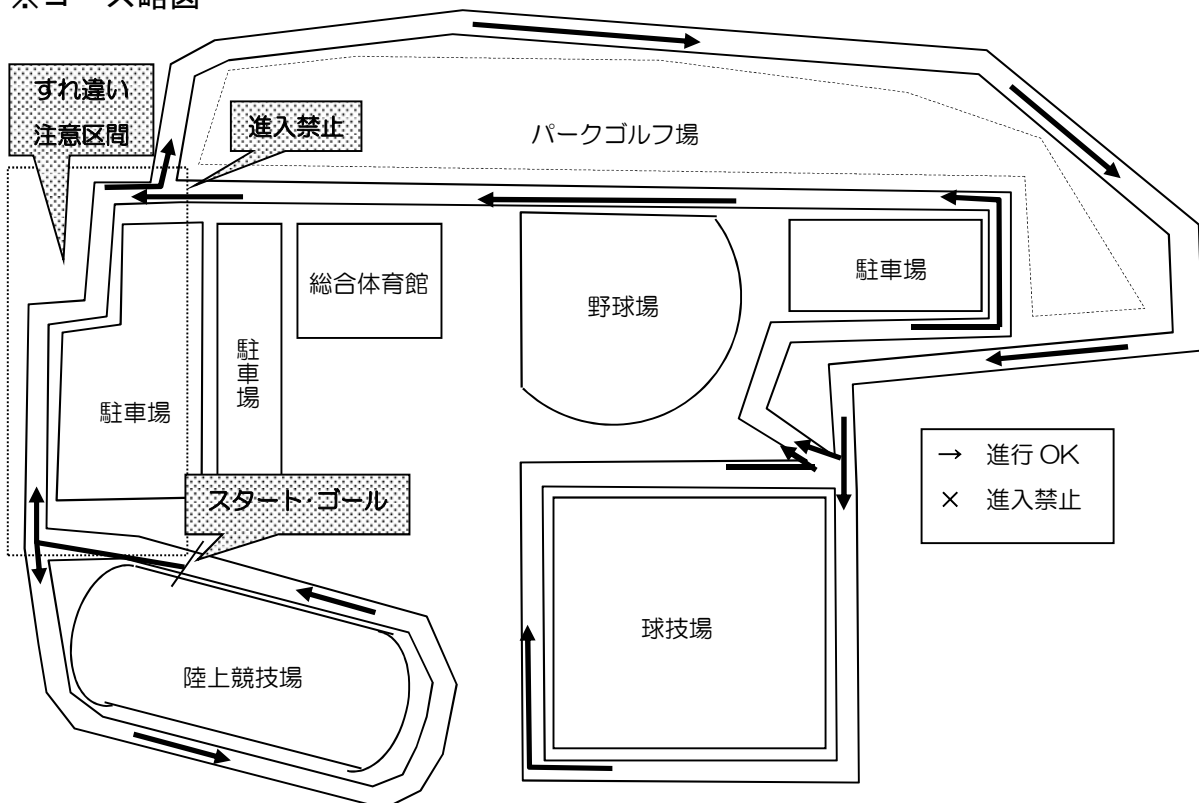 ※コース略図
すれ違い
注意区間
進入禁止
パークゴルフ場
総合体育館
野球場
駐車場
駐車場
駐車場
スタート・ゴール
→ 進行OK
× 進入禁止
球技場
陸上競技場